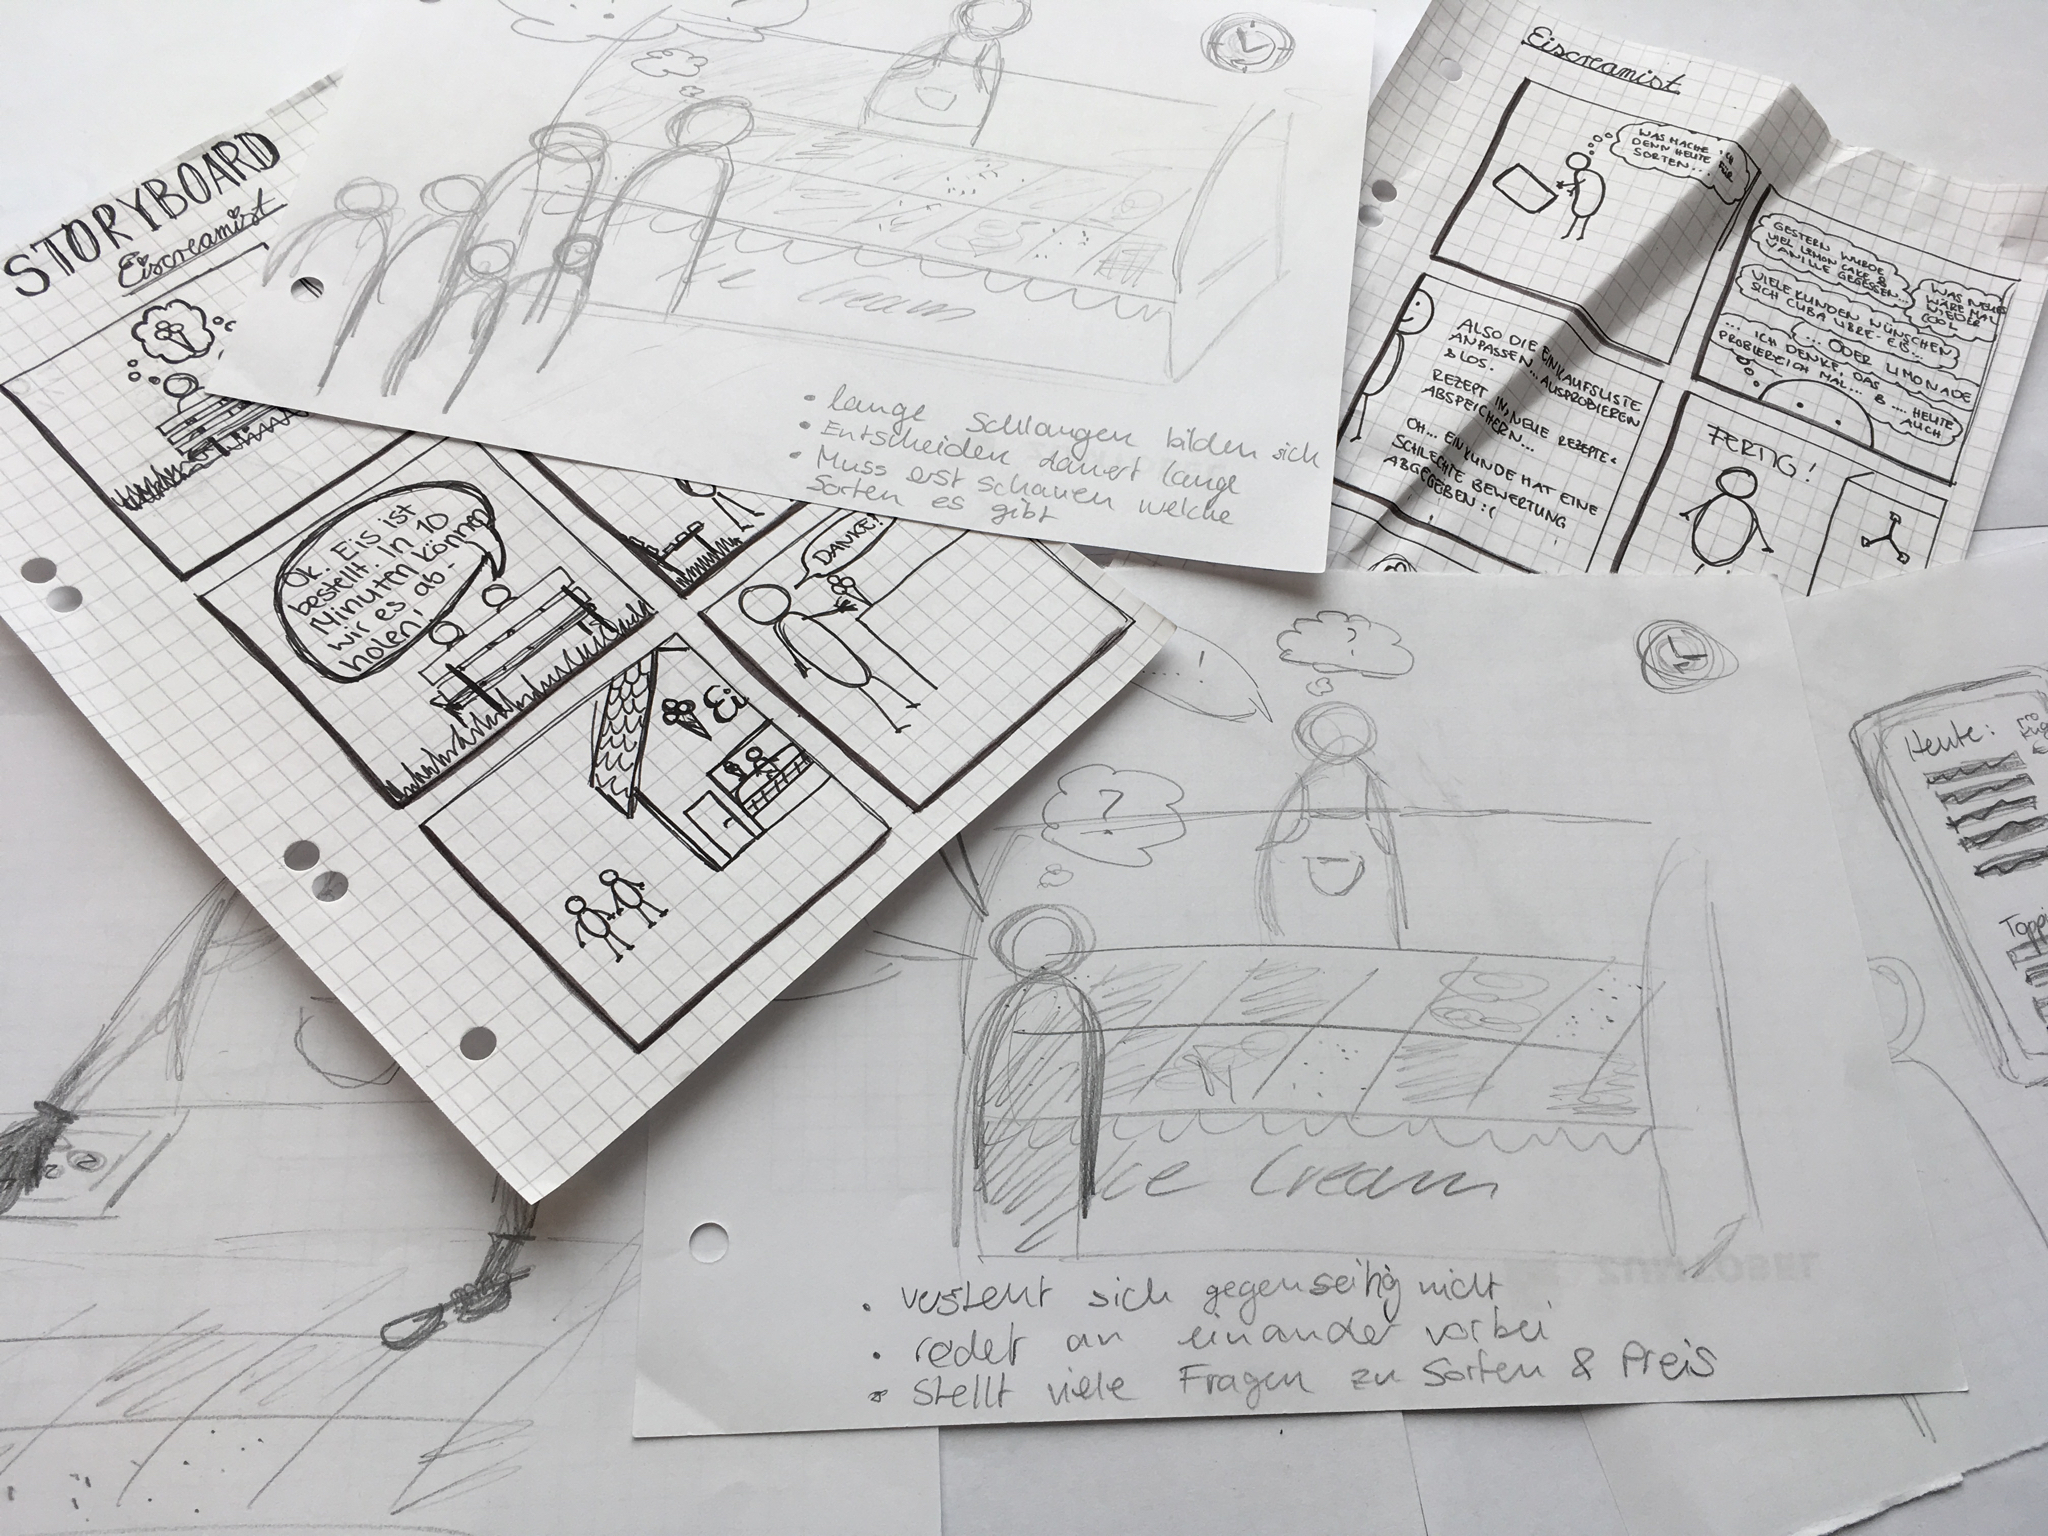 STORYBOARD
Eiscreamist
Ok. Eis ist
bestellt. In 10
Minuten können
wir es ab-
holen!
DANKE!
Ei
Ice Cream
• lange Schlangen bilden sich
• Entscheiden dauert lange
• Muss erst schauen welche
Sorten es gibt
Eiscreamist
WAS MACHE ICH
DENN HEUTE FÜR
SORTEN...
GESTERN WURDE
VIEL LEMON CAKE &
VANILLE GEGESSEN...
WAS NEUES
WÄRE MAL
WIEDER
COOL
VIELE KUNDEN WÜNSCHEN
SICH CUBA LIBRE-EIS...
... ODER LIMONADE
... ICH DENKE... DAS
PROBIERE ICH MAL... & .... HEUTE
AUCH
ALSO DIE EINKAUFSLISTE
ANPASSEN... AUSPROBIEREN
& LOS.
REZEPT IN "NEUE REZEPTE"
ABSPEICHERN...
OH... EIN KUNDE HAT EINE
SCHLECHTE BEWERTUNG
ABGEGEBEN :(
FERTIG!
...!
?
?
Ice Cream
• versteht sich gegenseitig nicht
• redet an einander vorbei
• stellt viele Fragen zu Sorten & Preis
Heute:
pro
Kug
€
Toppi